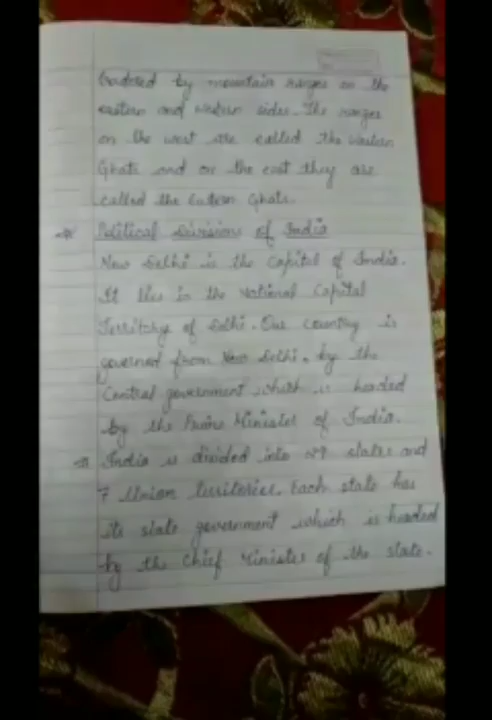 bordered by mountain ranges on the
eastern and western sides. The ranges
on the west are called the Western
Ghats and on the east they are
called the Eastern Ghats.
Political Divisions of India
New Delhi is the capital of India.
It lies in the National Capital
Territory of Delhi. Our country is
governed from New Delhi. by the
Central government which is headed
by the Prime Minister of India.
India is divided into 29 states and
7 Union territories. Each state has
its state government which is headed
by the Chief Minister of the state.